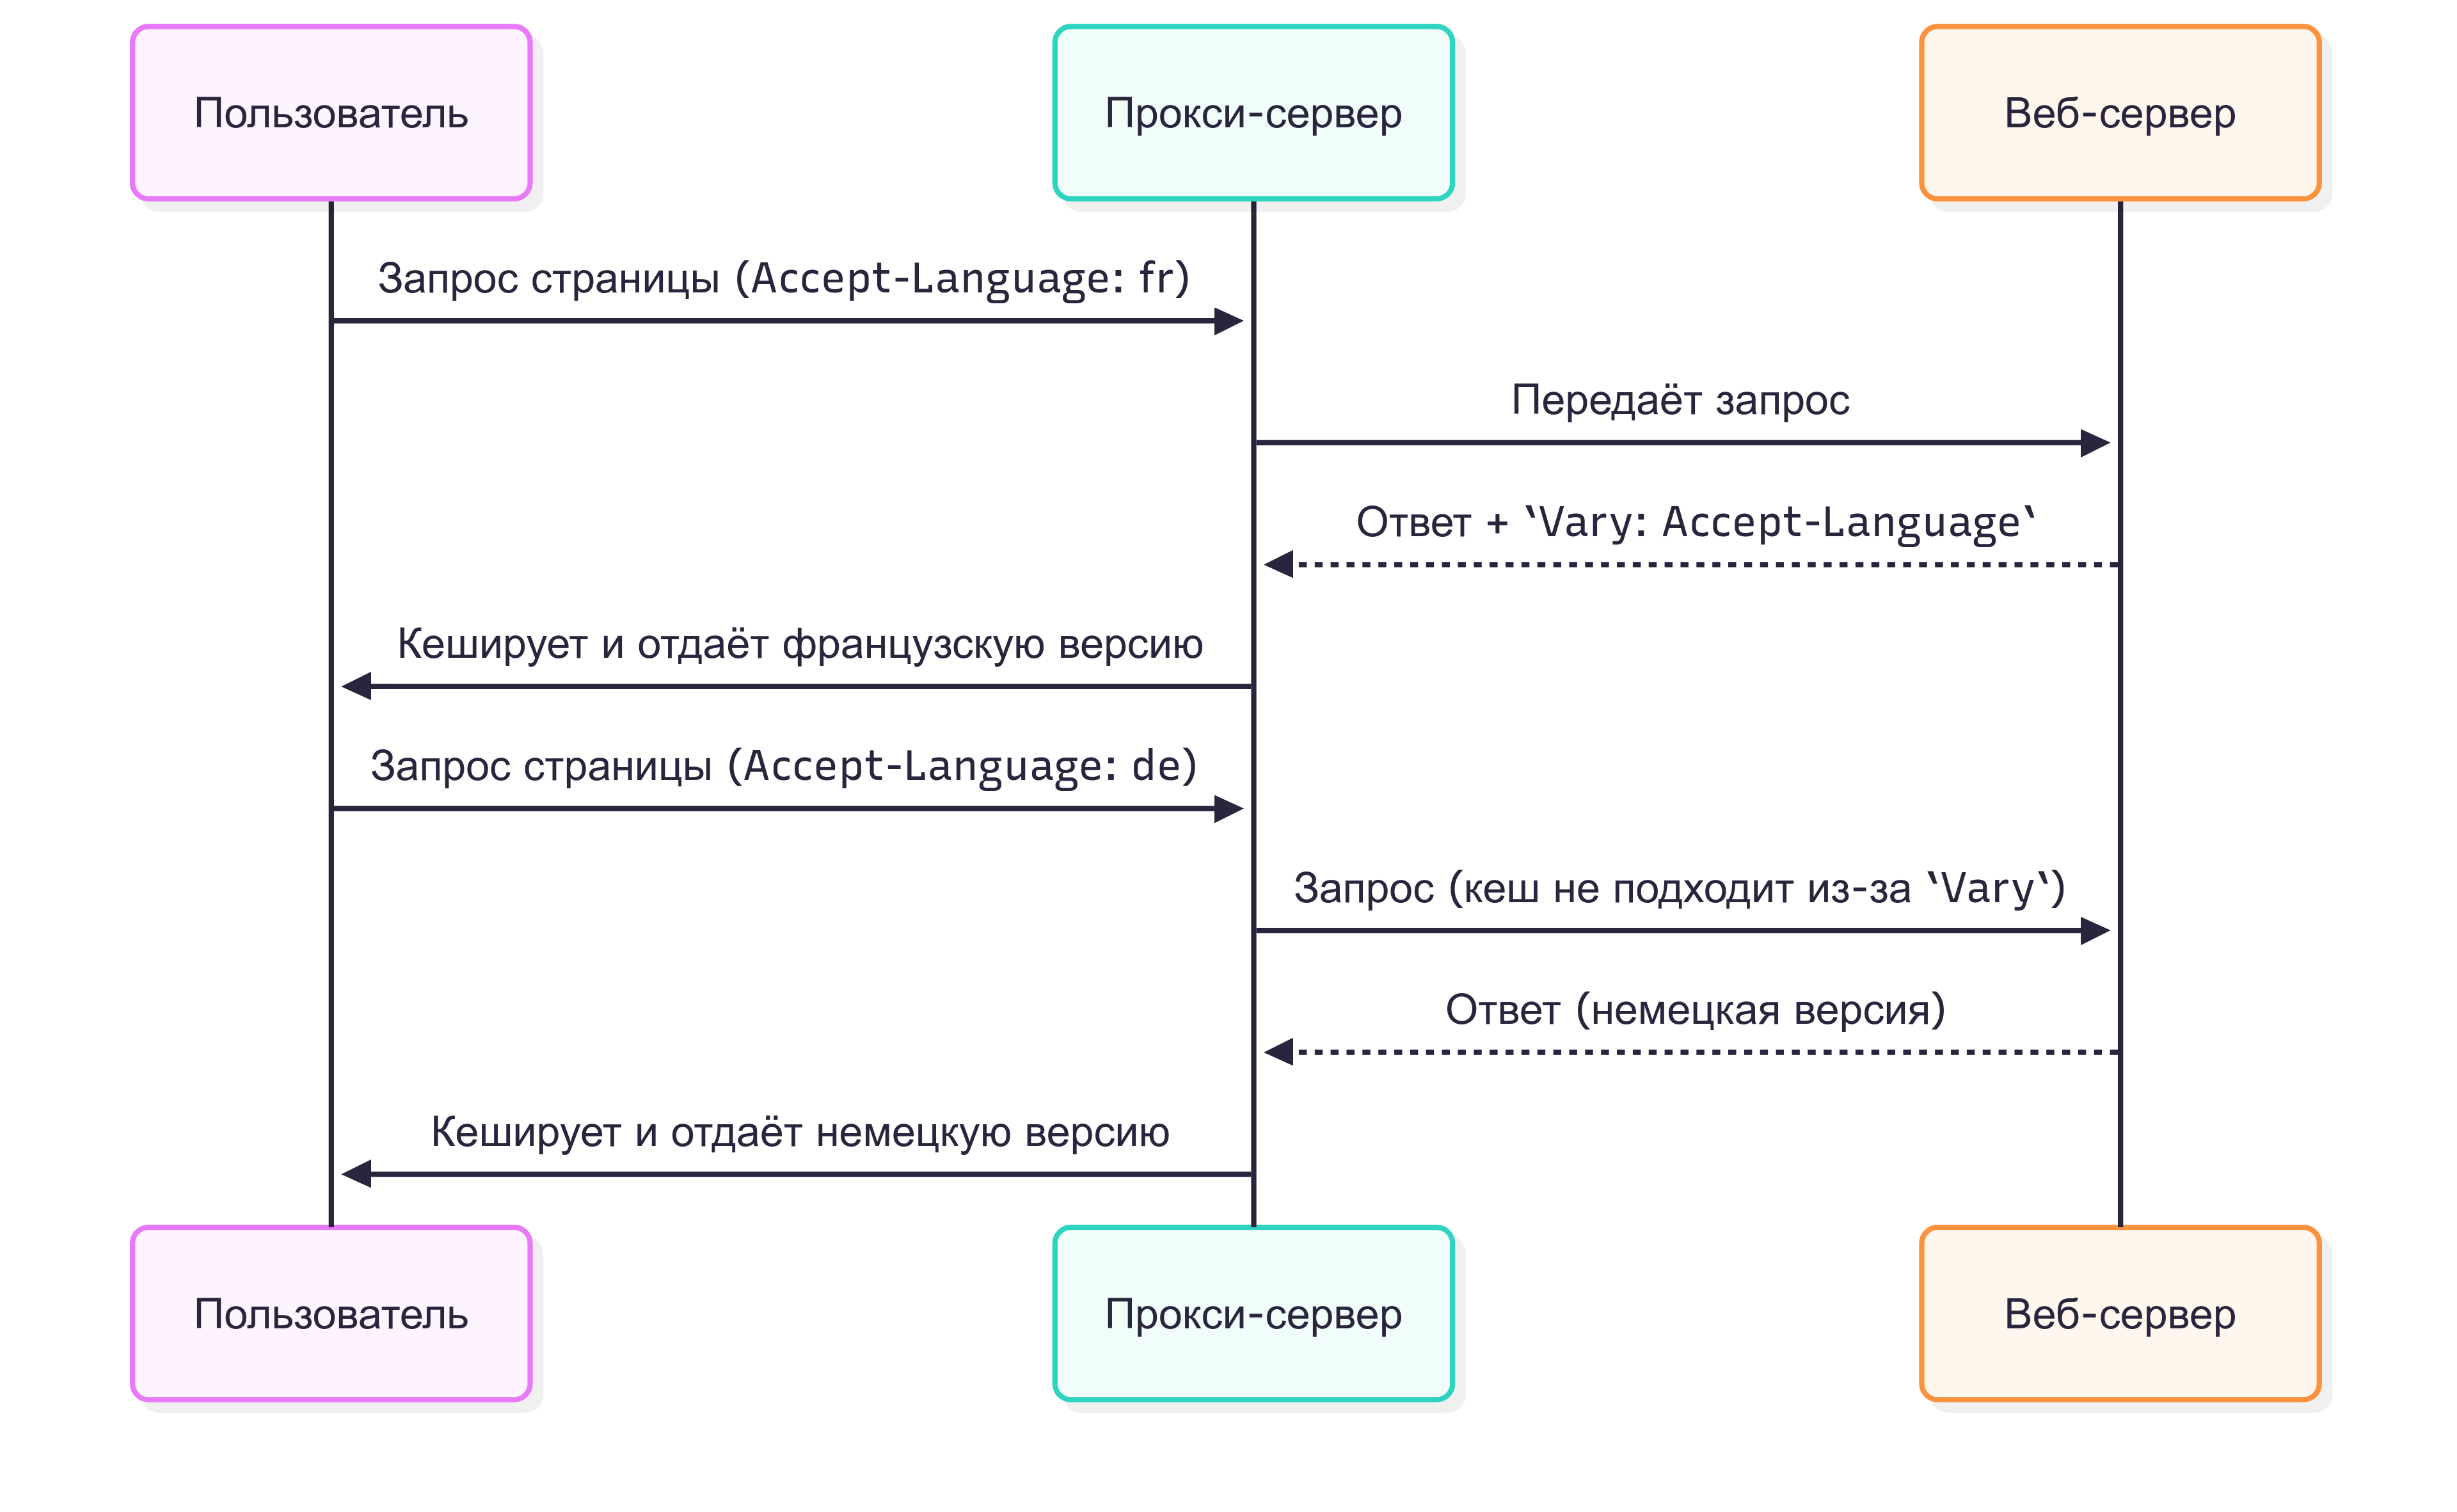 Пользователь
Прокси-сервер
Веб-сервер
Запрос страницы (Accept-Language: fr)
Передаёт запрос
Ответ + `Vary: Accept-Language`
Кеширует и отдаёт французскую версию
Запрос страницы (Accept-Language: de)
Запрос (кеш не подходит из-за `Vary`)
Ответ (немецкая версия)
Кеширует и отдаёт немецкую версию
Пользователь
Прокси-сервер
Веб-сервер